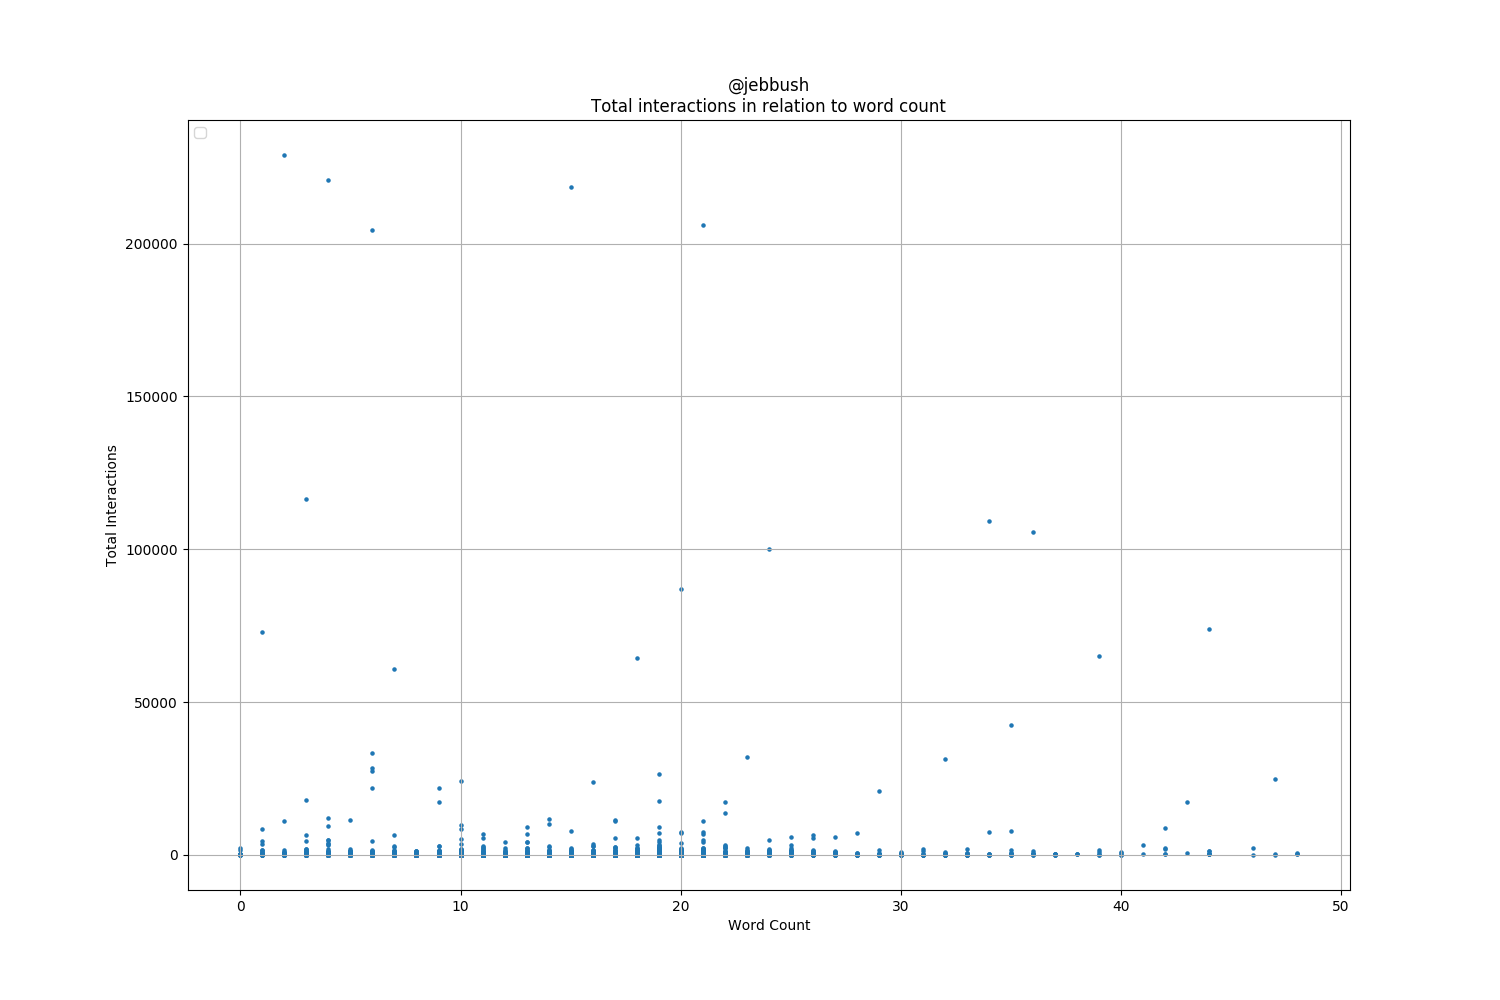 @jebbush
Total interactions in relation to word count
200000
150000
100000
50000
0
Total Interactions
0 10 20 30 40 50
Word Count